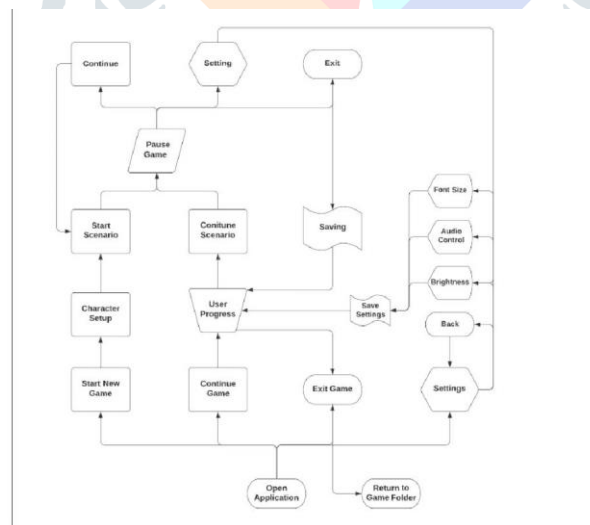 Continue
Setting
Exit
Pause
Game
Font Size
Start
Scenario
Conitune
Scenario
Saving
Audio
Control
Brightness
Character
Setup
User
Progress
Save
Settings
Back
Start New
Game
Continue
Game
Exit Game
Settings
Open
Application
Return to
Game Folder